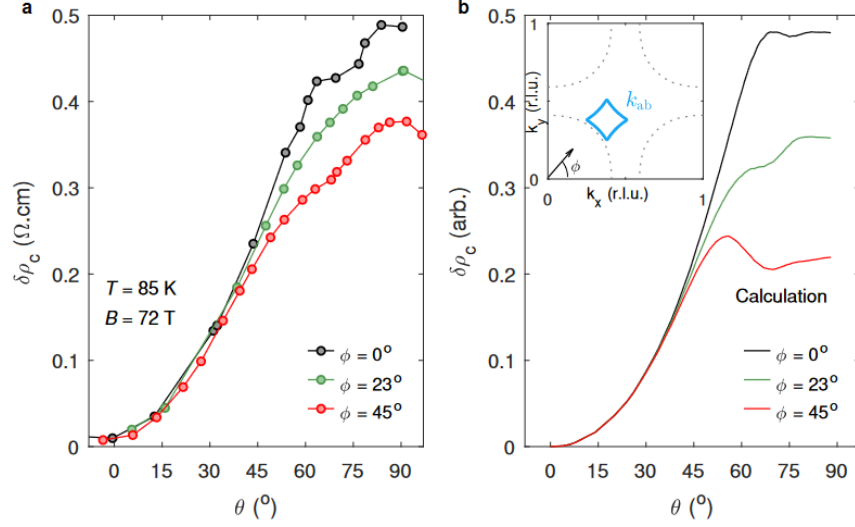 a
0.5
0.4
0.3
0.2
0.1
0
δρc (Ω.cm)
T = 85 K
B = 72 T
ϕ = 0°
ϕ = 23°
ϕ = 45°
0 15 30 45 60 75 90
θ (°)
b
0.5
0.4
0.3
0.2
0.1
0
δρc (arb.)
1
0
ky (r.l.u.)
kab
ϕ
0 1
kx (r.l.u.)
Calculation
ϕ = 0°
ϕ = 23°
ϕ = 45°
0 15 30 45 60 75 90
θ (°)